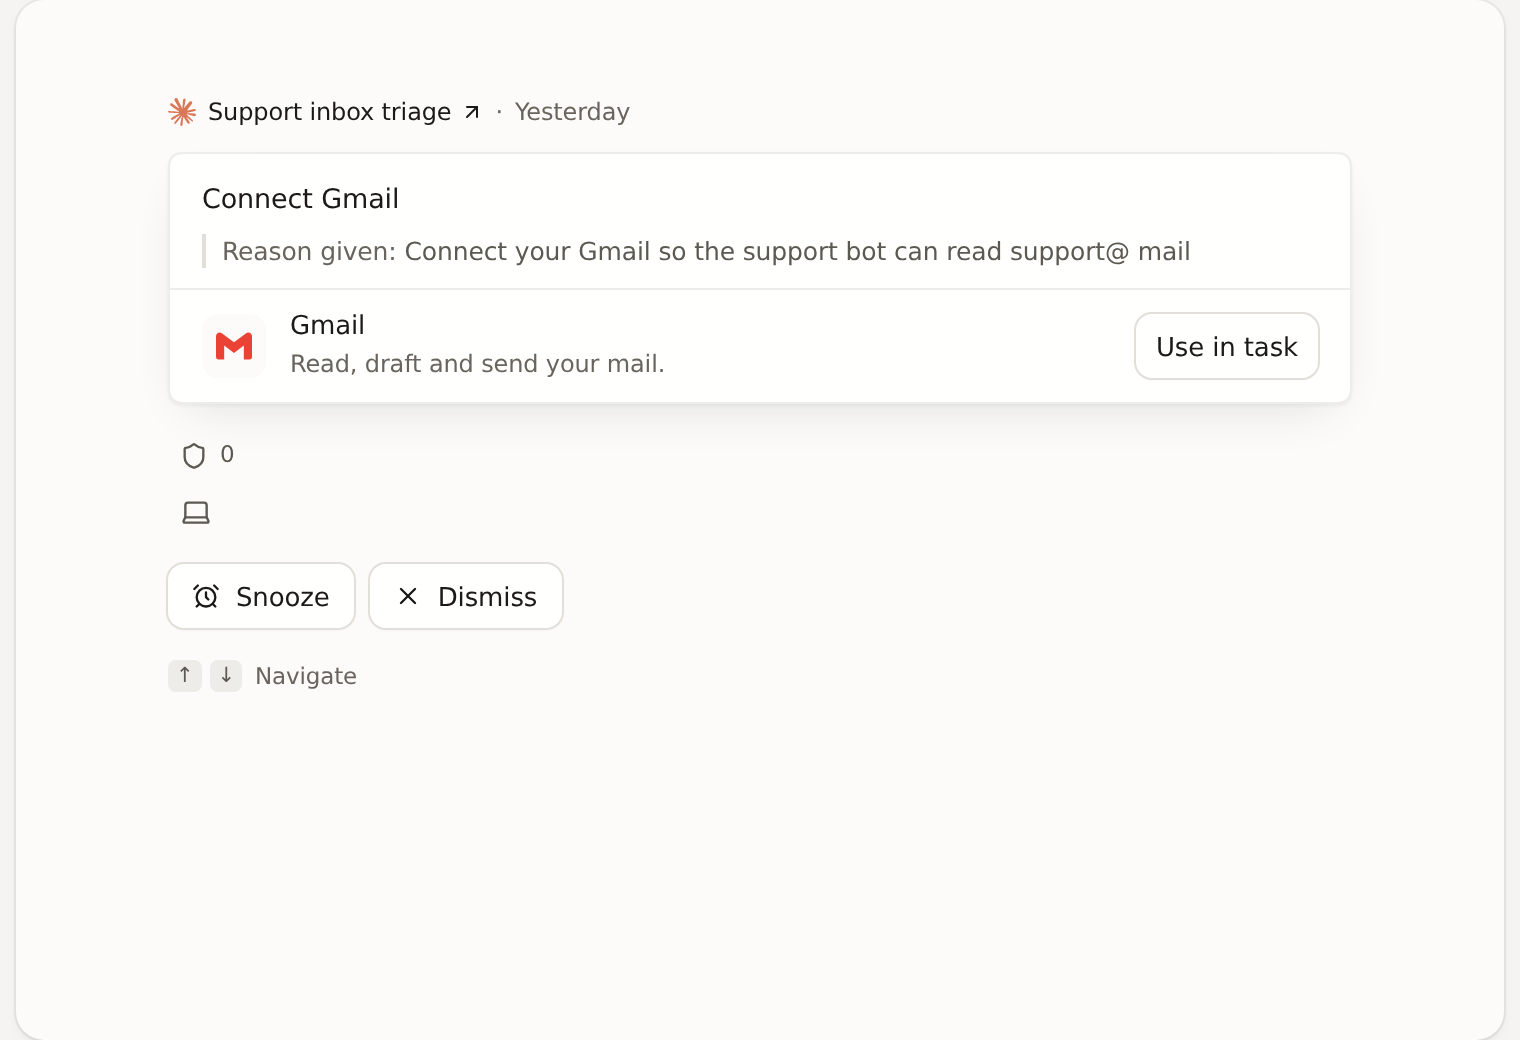 Support inbox triage · Yesterday
Connect Gmail
Reason given: Connect your Gmail so the support bot can read support@ mail
Gmail
Read, draft and send your mail.
Use in task
0
Snooze
Dismiss
↑ ↓ Navigate